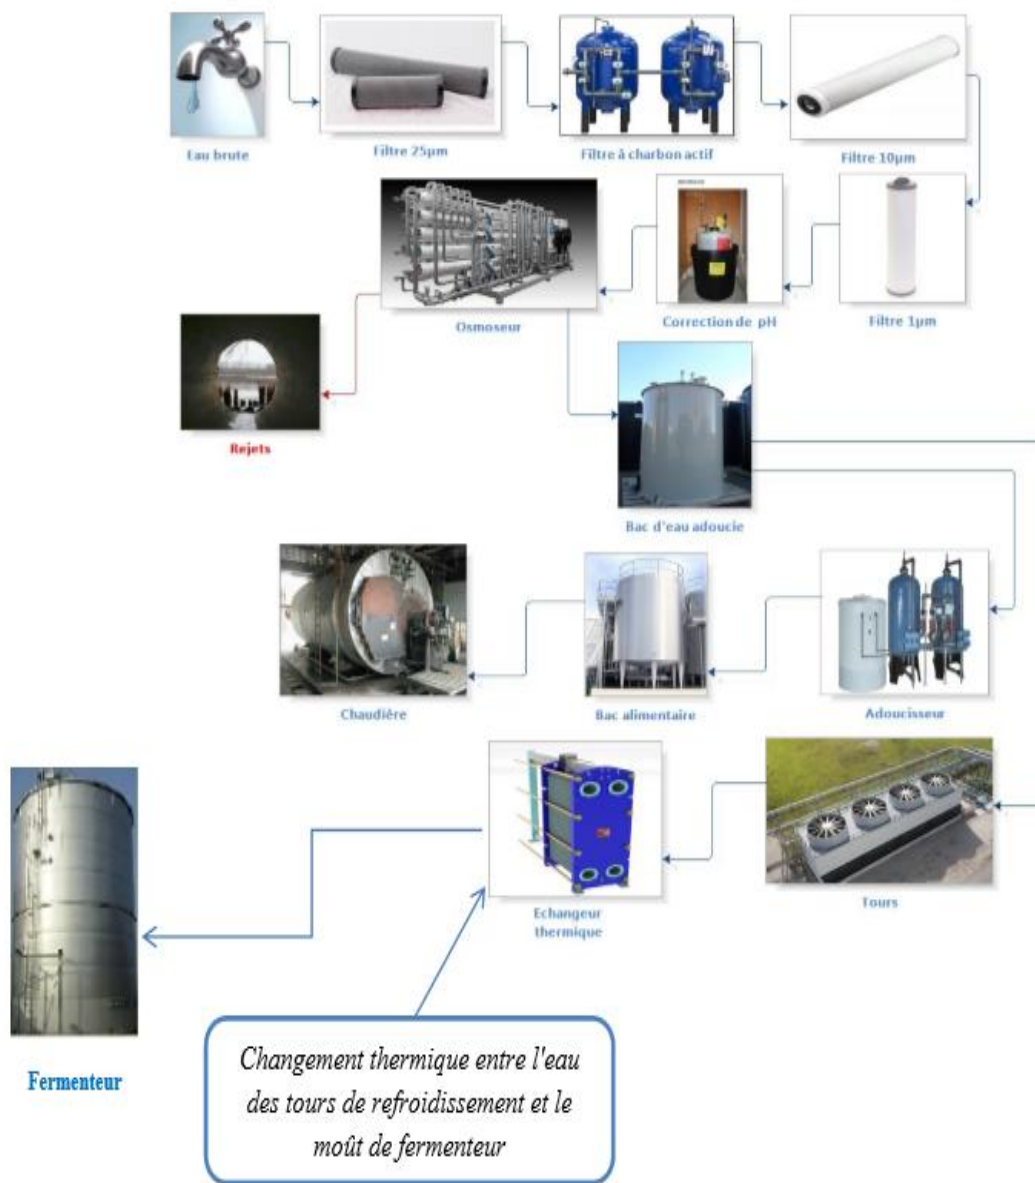 Eau brute
Filtre 25µm
Filtre à charbon actif
Filtre 10µm
Osmoseur
Correction de pH
Filtre 1µm
Rejets
Bac d'eau adoucie
Chaudière
Bac alimentaire
Adoucisseur
Echangeur
thermique
Tours
Fermenteur
Changement thermique entre l'eau
des tours de refroidissement et le
moût de fermenteur